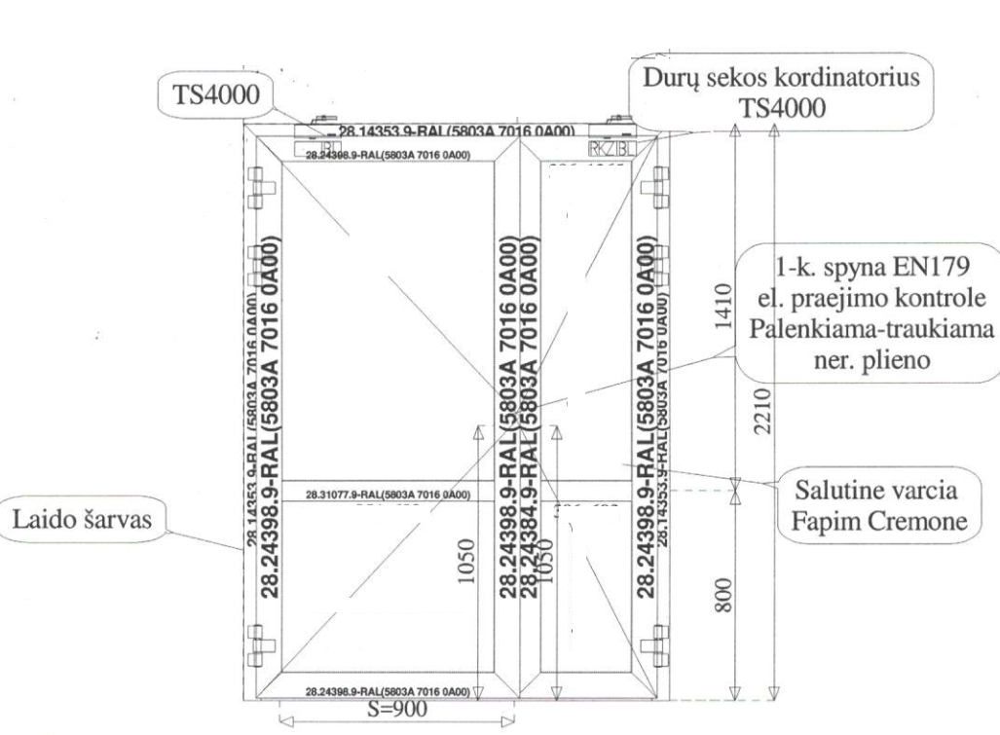 TS4000
Durų sekos kordinatorius
TS4000
28.14353.9-RAL(5803A 7016 0A00)
28.24398.9-RAL(5803A 7016 0A00)
1-k. spyna EN179
el. praejimo kontrole
Palenkiama-traukiama
ner. plieno
28.14353.9-RAL(5803A 7016 0A00)
28.24398.9-RAL(5803A 7016 0A00)
28.24398.9-RAL(5803A 7016 0A00)
28.24384.9-RAL(5803A 7016 0A00)
28.24398.9-RAL(5803A 7016 0A00)
28.14353.9-RAL(5803A 7016 0A00)
1410
2210
28.31077.9-RAL(5803A 7016 0A00)
Salutine varcia
Fapim Cremone
Laido šarvas
1050
1050
800
28.24398.9-RAL(5803A 7016 0A00)
S=900